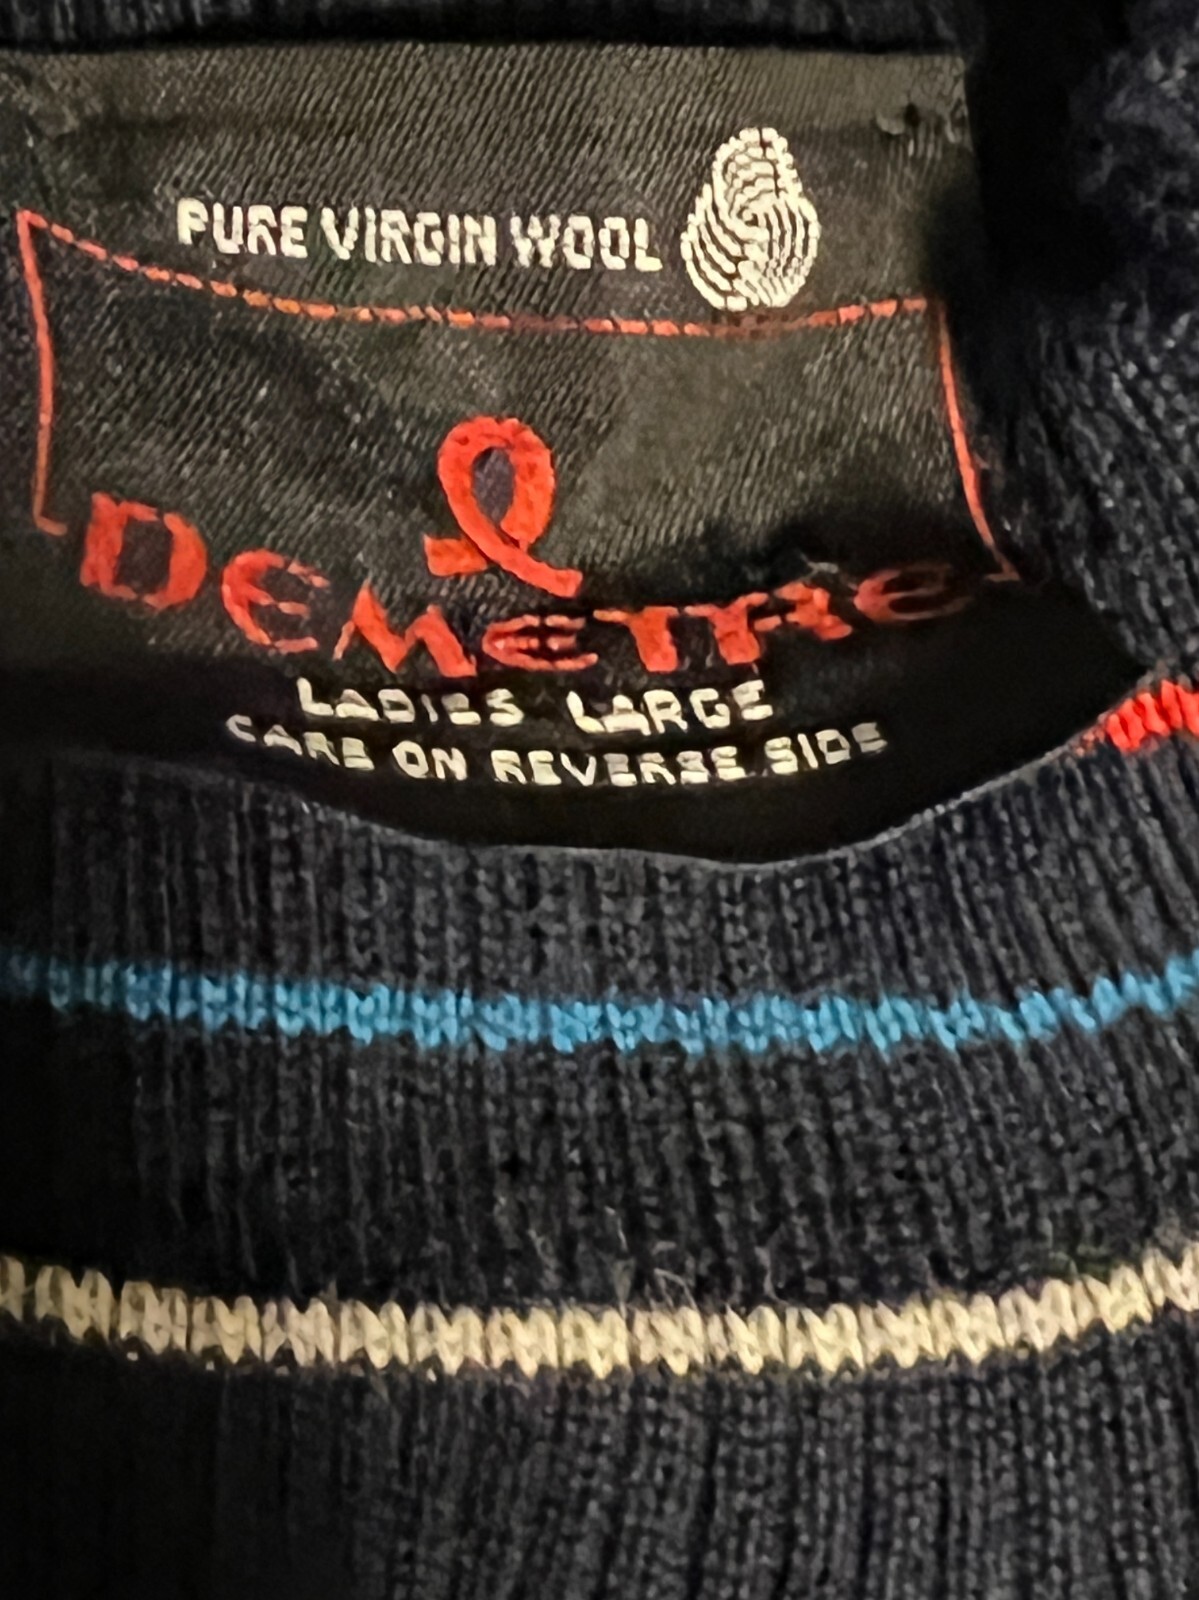 PURE VIRGIN WOOL
DEMETRE
LADIES LARGE
CARE ON REVERSE SIDE